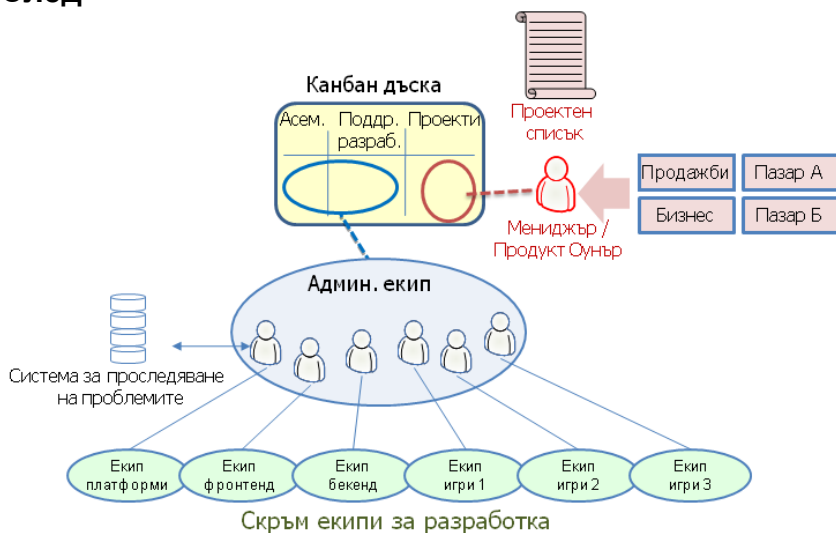 след
Канбан дъска
Асем. Поддр. Проекти
разраб.
Проектен
списък
Продажби
Пазар А
Бизнес
Пазар Б
Мениджър /
Продукт Оунър
Админ. екип
Система за проследяване
на проблемите
Екип
платформи
Екип
фронтенд
Екип
бекенд
Екип
игри 1
Екип
игри 2
Екип
игри 3
Скръм екипи за разработка